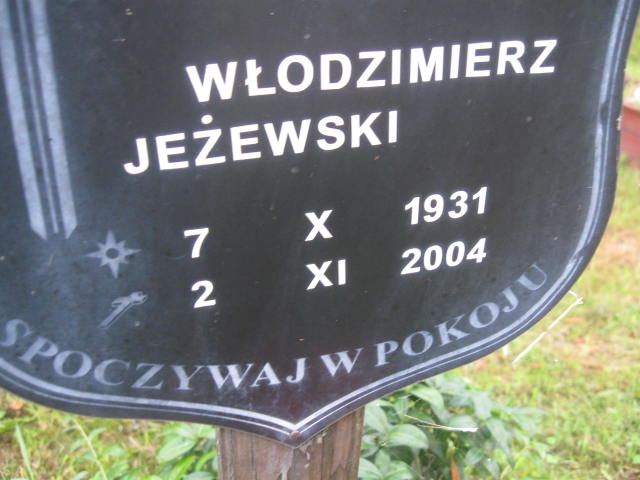 WŁODZIMIERZ
JEŻEWSKI
7 X 1931
2 XI 2004
SPOCZYWAJ W POKOJU